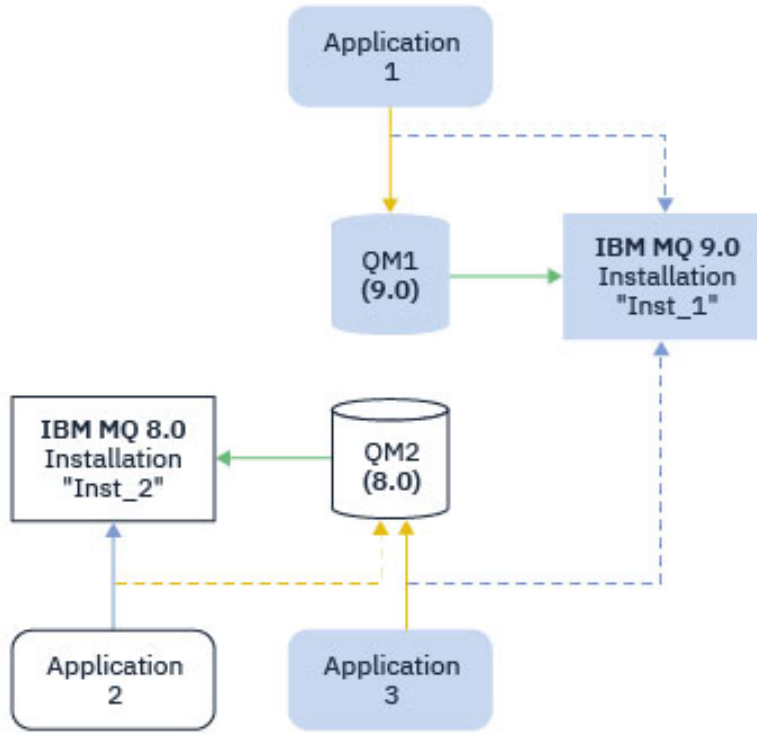 Application
1
QM1
(9.0)
IBM MQ 9.0
Installation
"Inst_1"
IBM MQ 8.0
Installation
"Inst_2"
QM2
(8.0)
Application
2
Application
3